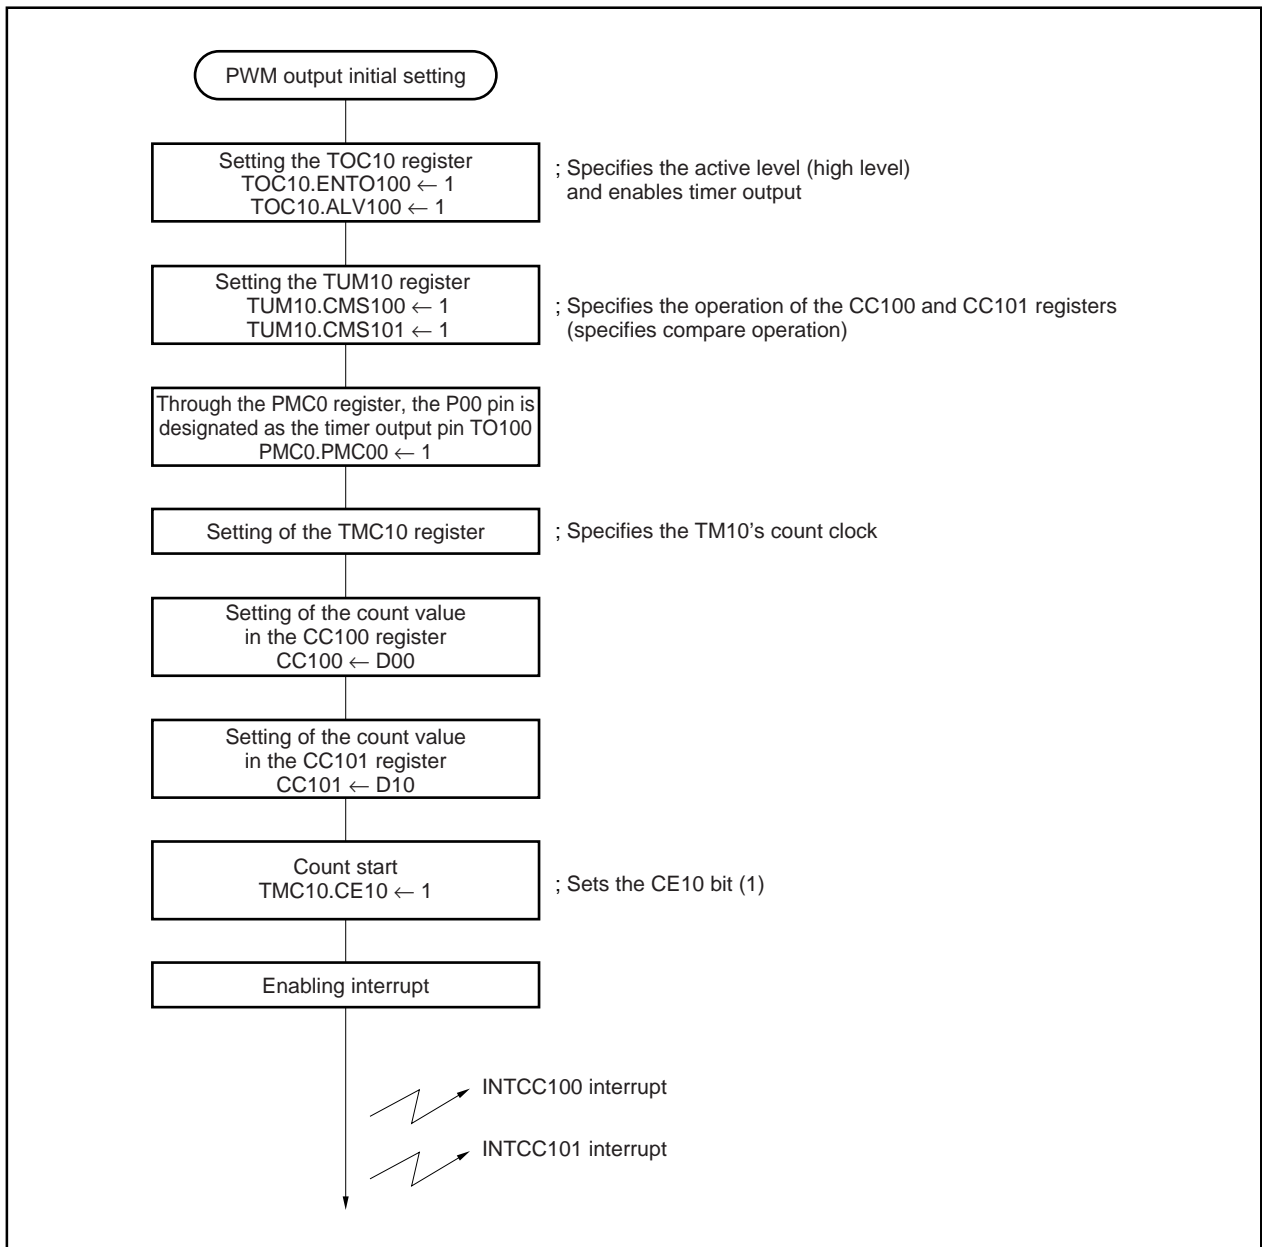 PWM output initial setting
Setting the TOC10 register
TOC10.ENTO100 ← 1
TOC10.ALV100 ← 1
; Specifies the active level (high level)
and enables timer output
Setting the TUM10 register
TUM10.CMS100 ← 1
TUM10.CMS101 ← 1
; Specifies the operation of the CC100 and CC101 registers
(specifies compare operation)
Through the PMC0 register, the P00 pin is
designated as the timer output pin TO100
PMC0.PMC00 ← 1
Setting of the TMC10 register
; Specifies the TM10's count clock
Setting of the count value
in the CC100 register
CC100 ← D00
Setting of the count value
in the CC101 register
CC101 ← D10
Count start
TMC10.CE10 ← 1
; Sets the CE10 bit (1)
Enabling interrupt
INTCC100 interrupt
INTCC101 interrupt